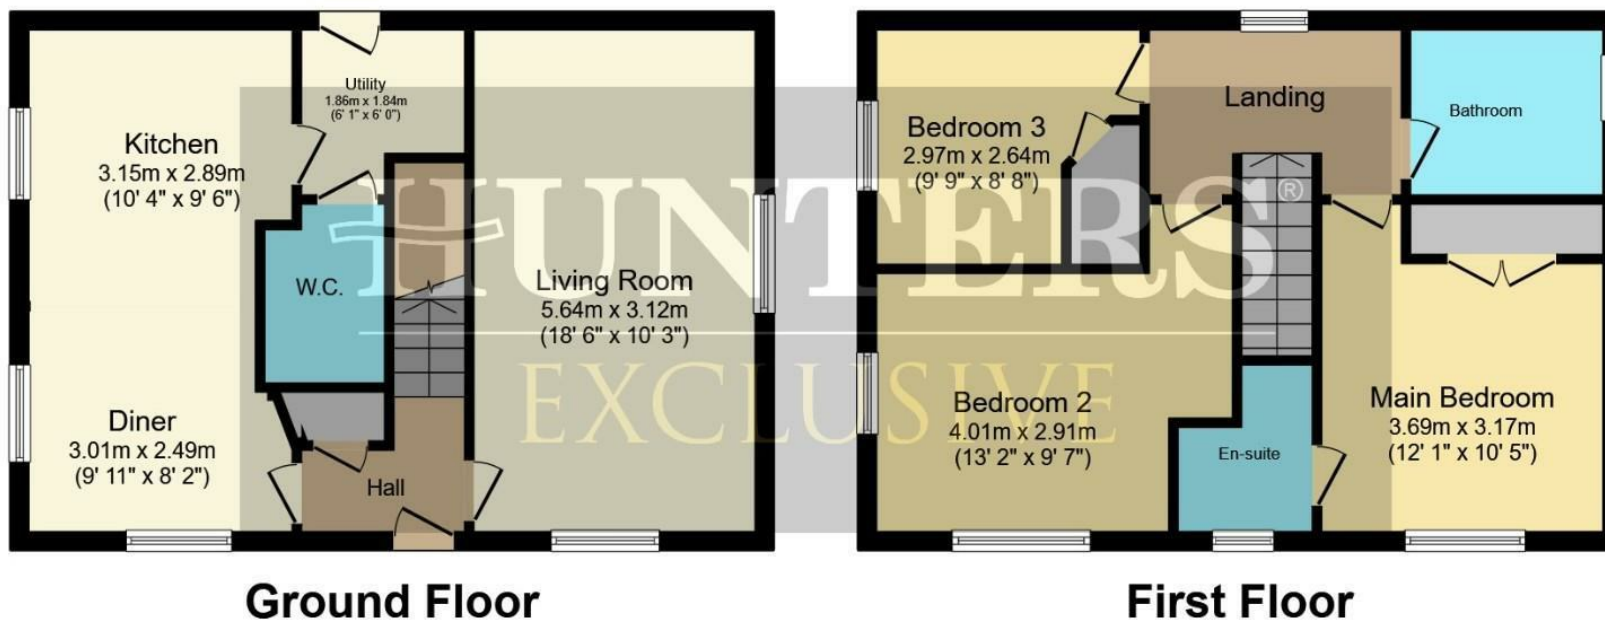 Utility
1.86m x 1.84m
(6' 1" x 6' 0")
Kitchen
3.15m x 2.89m
(10' 4" x 9' 6")
W.C.
Living Room
5.64m x 3.12m
(18' 6" x 10' 3")
Diner
3.01m x 2.49m
(9' 11" x 8' 2")
Hall
Ground Floor
Landing
Bathroom
Bedroom 3
2.97m x 2.64m
(9' 9" x 8' 8")
Bedroom 2
4.01m x 2.91m
(13' 2" x 9' 7")
Main Bedroom
3.69m x 3.17m
(12' 1" x 10' 5")
En-suite
First Floor
HUNTERS®
EXCLUSIVE